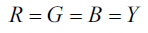 R = G = B = Y